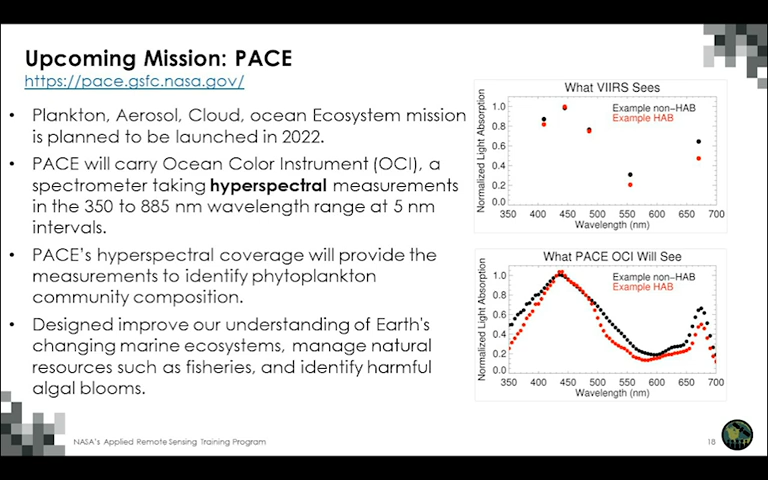 Upcoming Mission: PACE
https://pace.gsfc.nasa.gov/
• Plankton, Aerosol, Cloud, ocean Ecosystem mission
is planned to be launched in 2022.
• PACE will carry Ocean Color Instrument (OCI), a
spectrometer taking hyperspectral measurements
in the 350 to 885 nm wavelength range at 5 nm
intervals.
• PACE's hyperspectral coverage will provide the
measurements to identify phytoplankton
community composition.
• Designed improve our understanding of Earth's
changing marine ecosystems, manage natural
resources such as fisheries, and identify harmful
algal blooms.
What VIIRS Sees
Normalized Light Absorption
1.0
0.8
0.6
0.4
0.2
0.0
Example non-HAB
Example HAB
350 400 450 500 550 600 650 700
Wavelength (nm)
What PACE OCI Will See
Normalized Light Absorption
1.0
0.8
0.6
0.4
0.2
0.0
Example non-HAB
Example HAB
350 400 450 500 550 600 650 700
Wavelength (nm)
NASA's Applied Remote Sensing Training Program
18